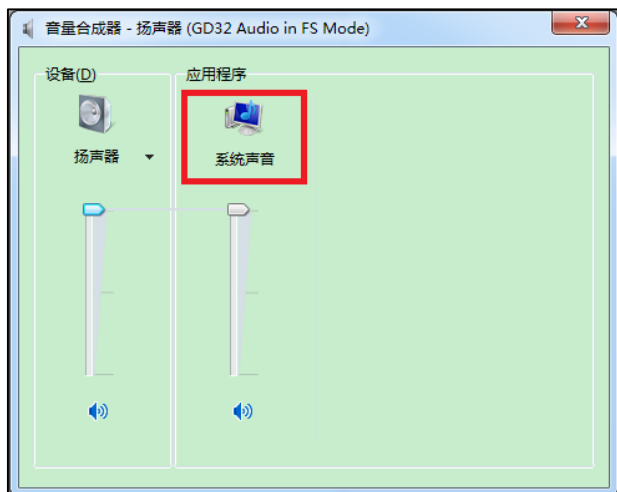 音量合成器 - 扬声器 (GD32 Audio in FS Mode)
设备(D)
应用程序
扬声器
系统声音